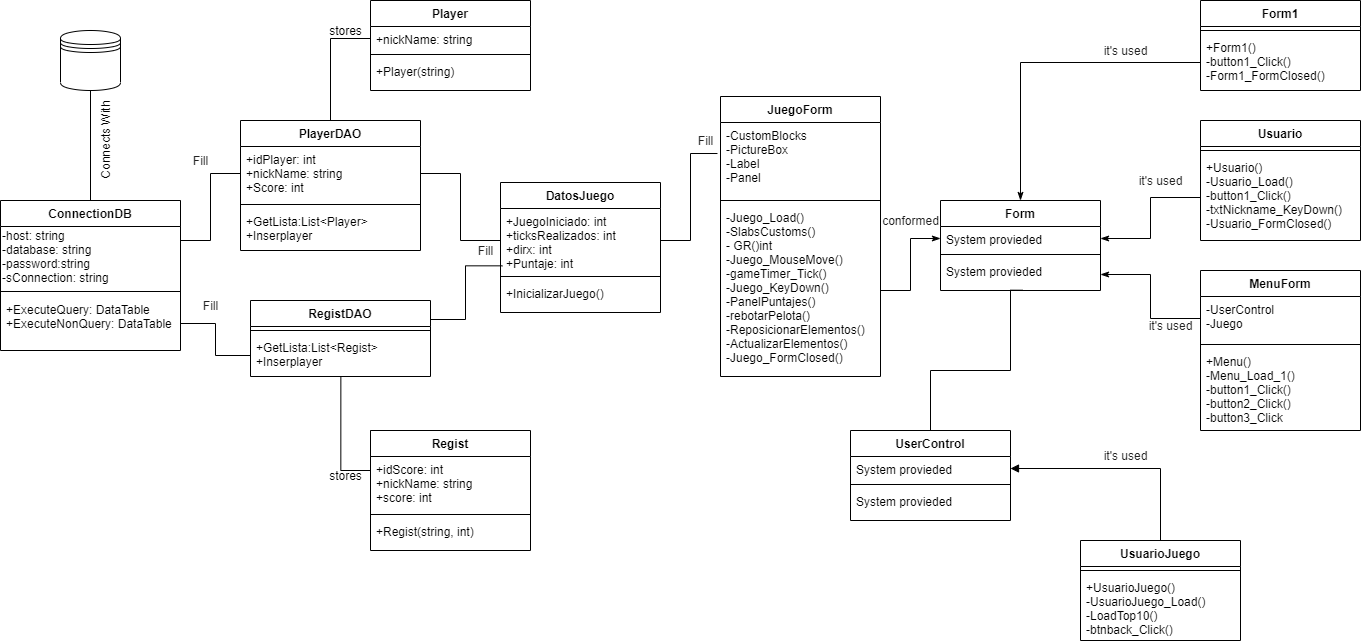 Player
+nickName: string
+Player(string)
stores
Connects With
PlayerDAO
+idPlayer: int
+nickName: string
+Score: int
+GetLista:List<Player>
+Inserplayer
Fill
ConnectionDB
-host: string
-database: string
-password:string
-sConnection: string
+ExecuteQuery: DataTable
+ExecuteNonQuery: DataTable
Fill
RegistDAO
+GetLista:List<Regist>
+Inserplayer
stores
Regist
+idScore: int
+nickName: string
+score: int
+Regist(string, int)
Fill
DatosJuego
+JuegoIniciado: int
+ticksRealizados: int
+dirx: int
+Puntaje: int
+InicializarJuego()
Fill
JuegoForm
-CustomBlocks
-PictureBox
-Label
-Panel
-Juego_Load()
-SlabsCustoms()
- GR()int
-Juego_MouseMove()
-gameTimer_Tick()
-Juego_KeyDown()
-PanelPuntajes()
-rebotarPelota()
-ReposicionarElementos()
-ActualizarElementos()
-Juego_FormClosed()
conformed
Form
System provieded
System provieded
it's used
Form1
+Form1()
-button1_Click()
-Form1_FormClosed()
it's used
Usuario
+Usuario()
-Usuario_Load()
-button1_Click()
-txtNickname_KeyDown()
-Usuario_FormClosed()
it's used
MenuForm
-UserControl
-Juego
+Menu()
-Menu_Load_1()
-button1_Click()
-button2_Click()
-button3_Click
UserControl
System provieded
System provieded
it's used
UsuarioJuego
+UsuarioJuego()
-UsuarioJuego_Load()
-LoadTop10()
-btnback_Click()